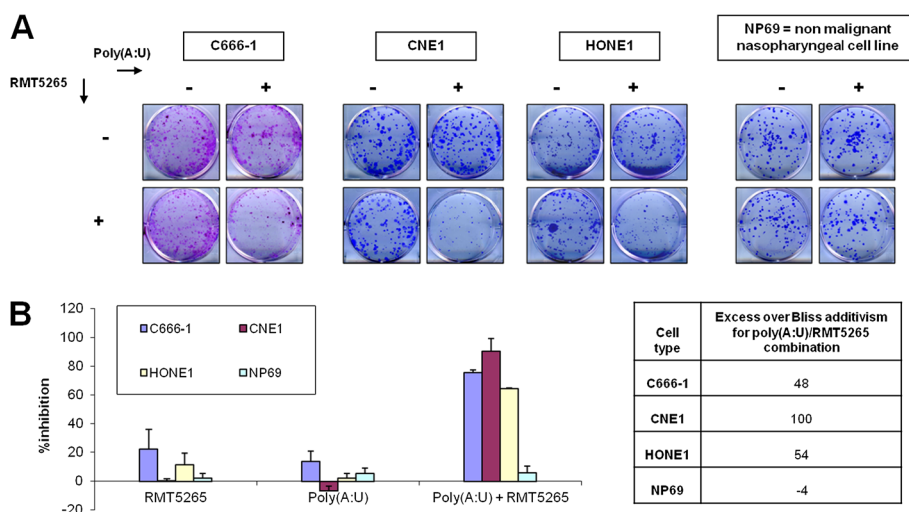 A
C666-1
CNE1
HONE1
NP69 = non malignant
nasopharyngeal cell line
Poly(A:U)
RMT5265
- + - + - + - +
-
+
B
%inhibition
120
100
80
60
40
20
0
-20
C666-1 CNE1
HONE1 NP69
RMT5265 Poly(A:U) Poly(A:U) + RMT5265
Cell
type
Excess over Bliss additivism
for poly(A:U)/RMT5265
combination
C666-1 48
CNE1 100
HONE1 54
NP69 -4